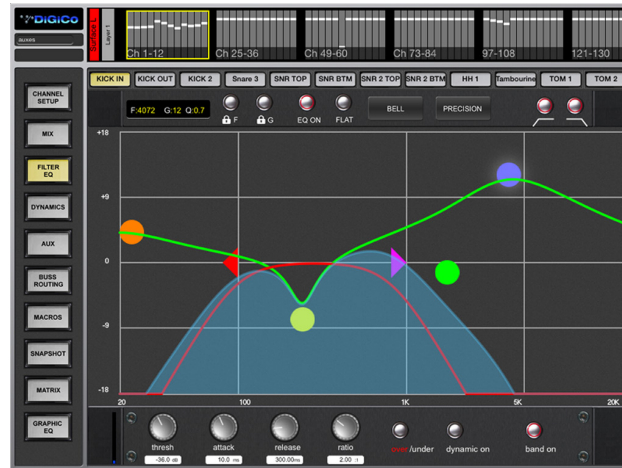 DiGiCo
auxes
Surface L
Layer 1
Ch 1-12
Ch 25-36
Ch 49-60
Ch 73-84
97-108
121-130
KICK IN
KICK OUT
KICK 2
Snare 3
SNR TOP
SNR BTM
SNR 2 TOP
SNR 2 BTM
HH 1
Tambourine
TOM 1
TOM 2
CHANNEL
SETUP
MIX
FILTER
EQ
DYNAMICS
AUX
BUSS
ROUTING
MACROS
SNAPSHOT
MATRIX
GRAPHIC
EQ
F:4072 G:12 Q:0.7
F
G
EQ ON
FLAT
BELL
PRECISION
+18
+9
0
-9
-18
20
100
1K
5K
20K
thresh
attack
release
ratio
-36.0 dB
10.0 ms
300.00ms
2.00 :1
over/under
dynamic on
band on